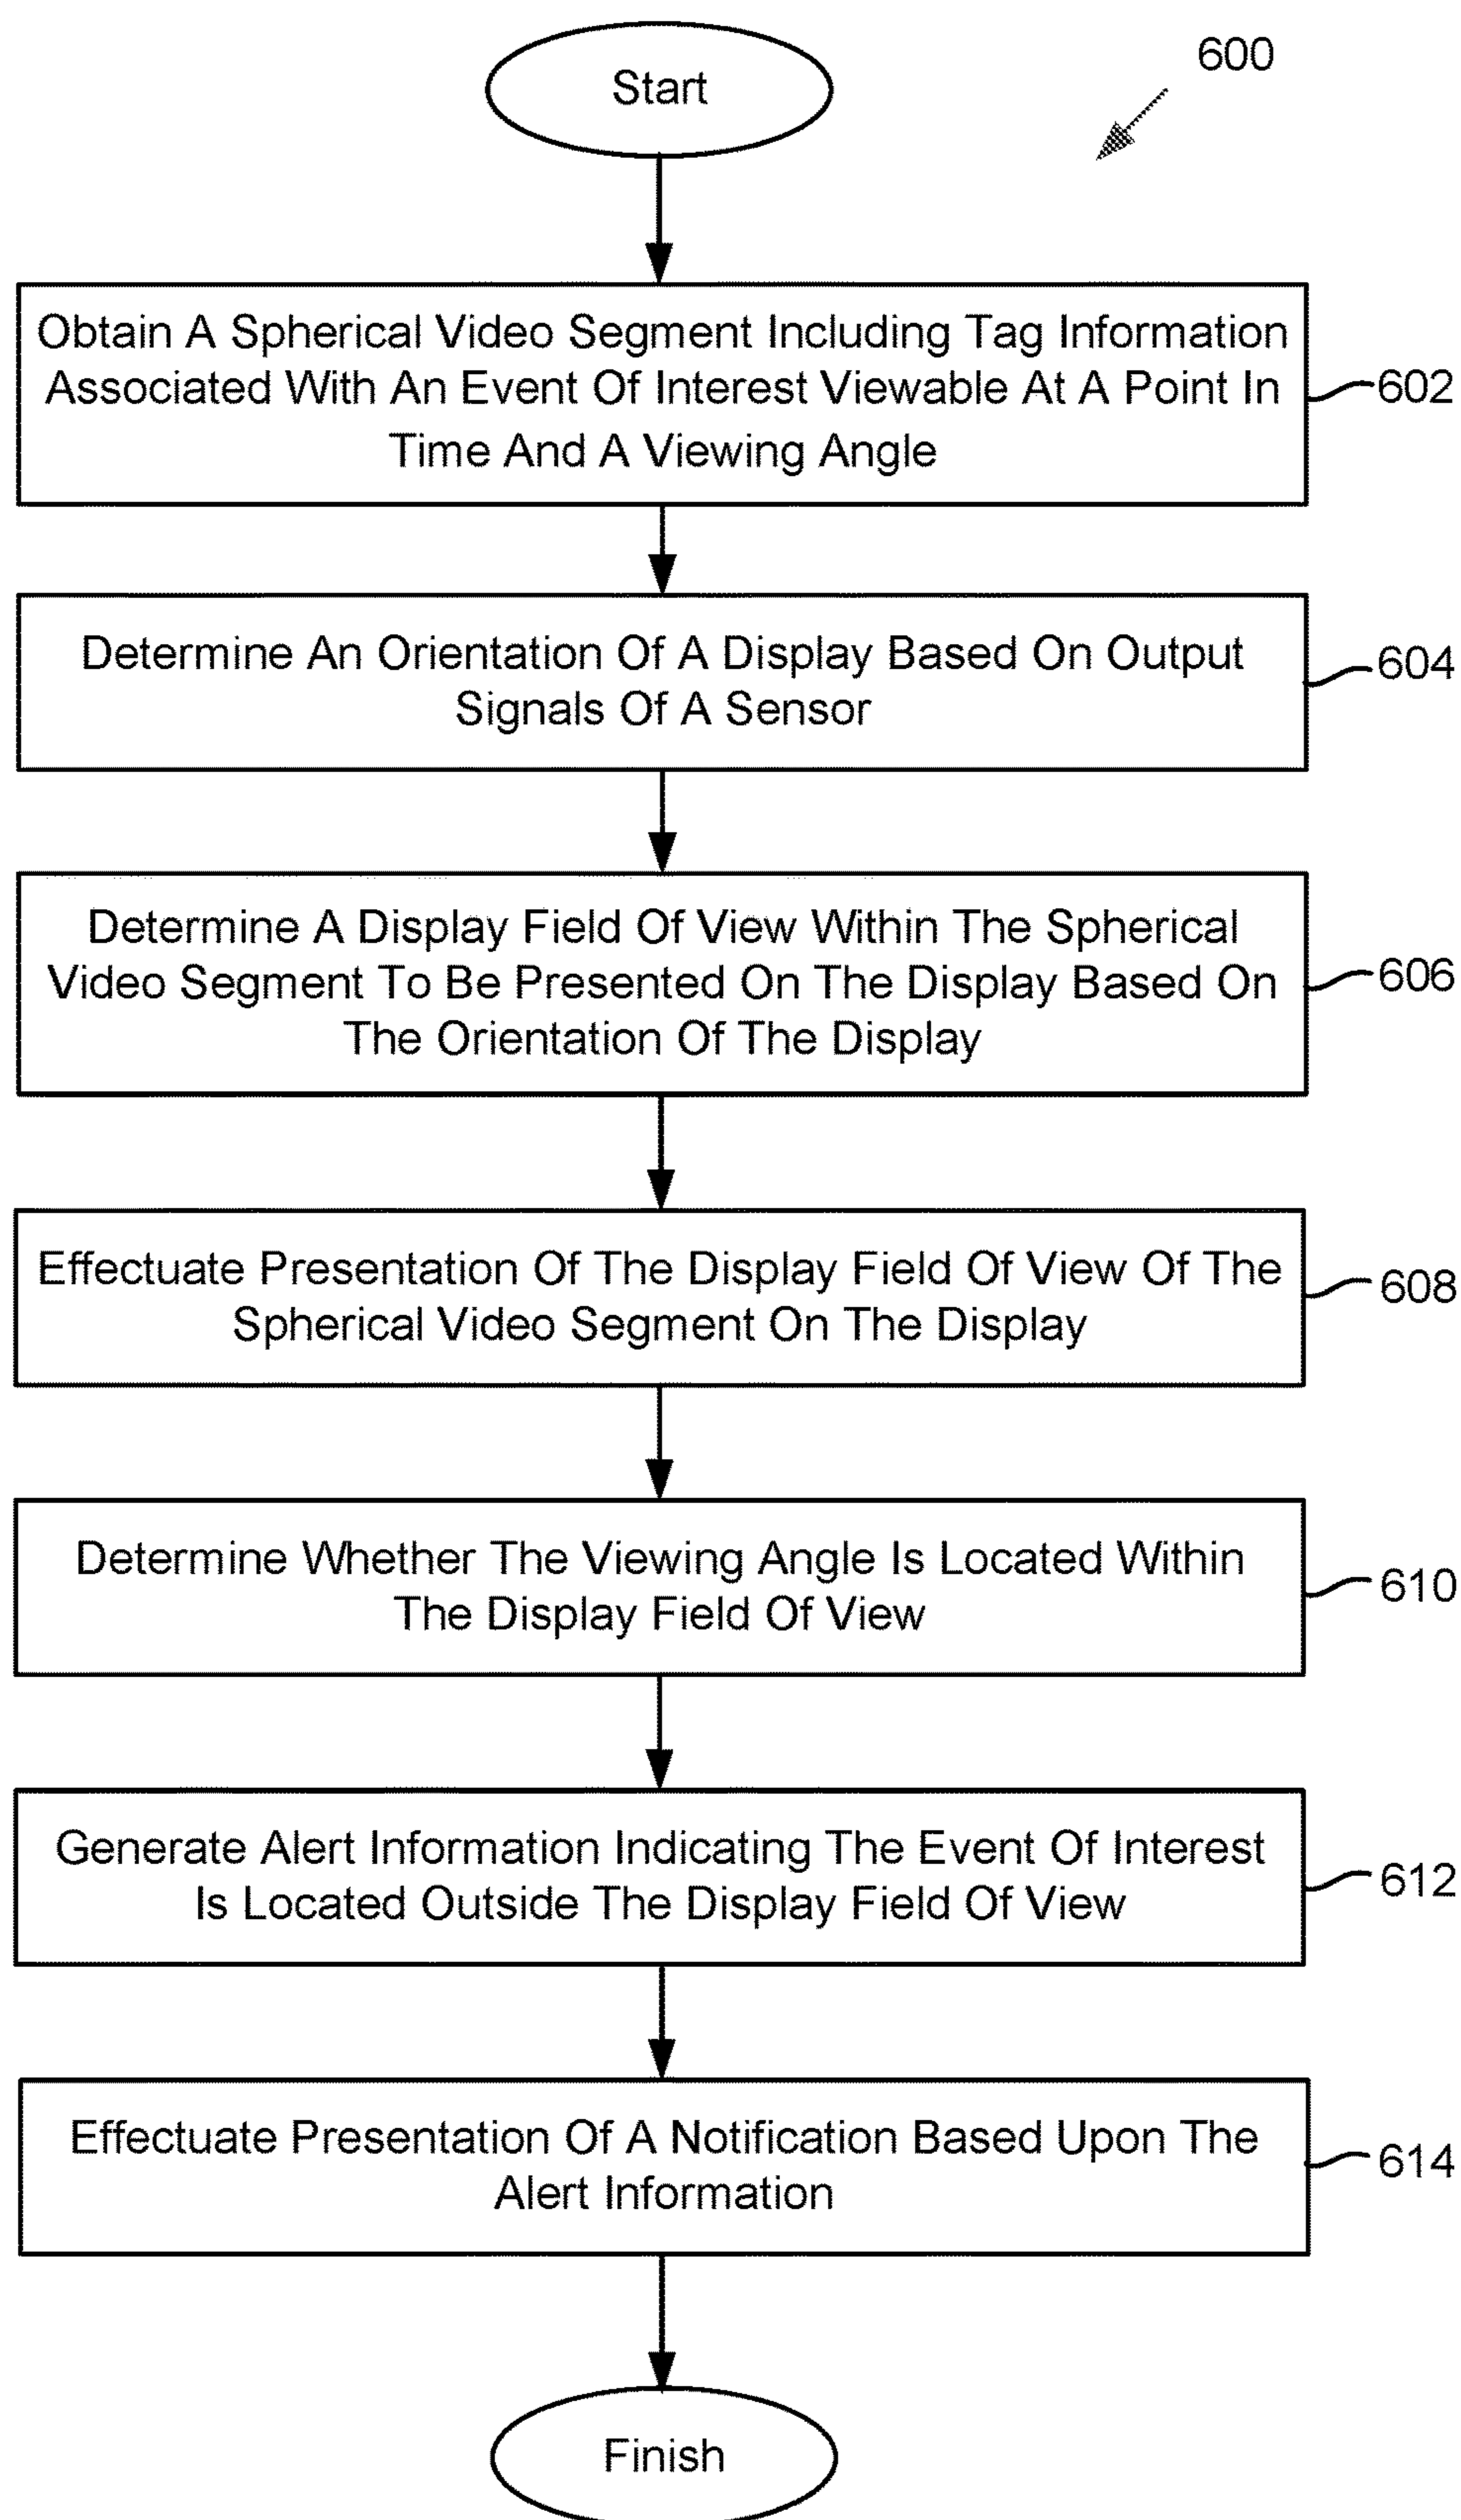 600
Start
Obtain A Spherical Video Segment Including Tag Information
Associated With An Event Of Interest Viewable At A Point In
Time And A Viewing Angle
602
Determine An Orientation Of A Display Based On Output
Signals Of A Sensor
604
Determine A Display Field Of View Within The Spherical
Video Segment To Be Presented On The Display Based On
The Orientation Of The Display
606
Effectuate Presentation Of The Display Field Of View Of The
Spherical Video Segment On The Display
608
Determine Whether The Viewing Angle Is Located Within
The Display Field Of View
610
Generate Alert Information Indicating The Event Of Interest
Is Located Outside The Display Field Of View
612
Effectuate Presentation Of A Notification Based Upon The
Alert Information
614
Finish